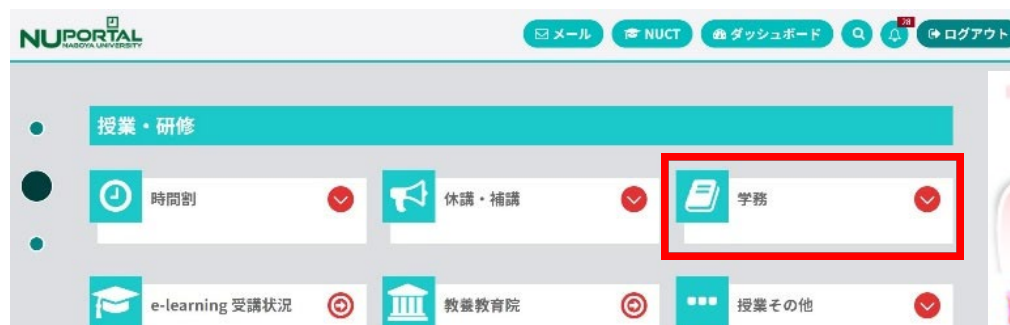 NUPORTAL
NAGOYA UNIVERSITY
メール
NUCT
ダッシュボード
28
ログアウト
授業・研修
時間割
休講・補講
学務
e-learning 受講状況
教養教育院
授業その他